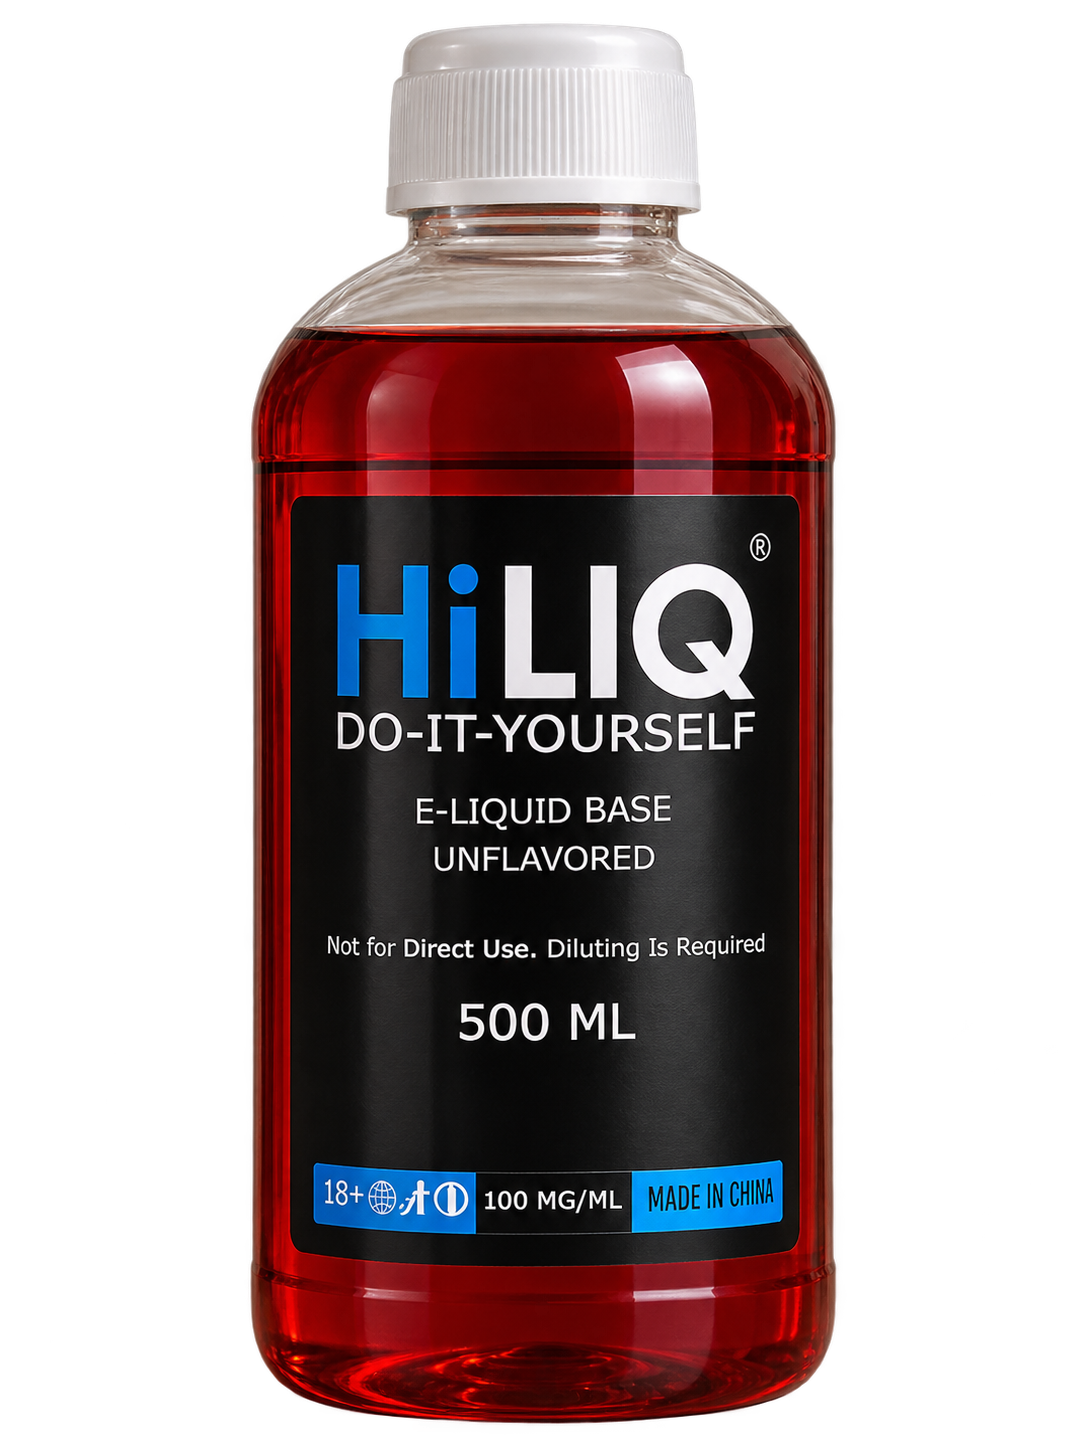 HiLIQ®
DO-IT-YOURSELF
E-LIQUID BASE
UNFLAVORED
Not for Direct Use. Diluting Is Required
500 ML
18+ 100 MG/ML MADE IN CHINA